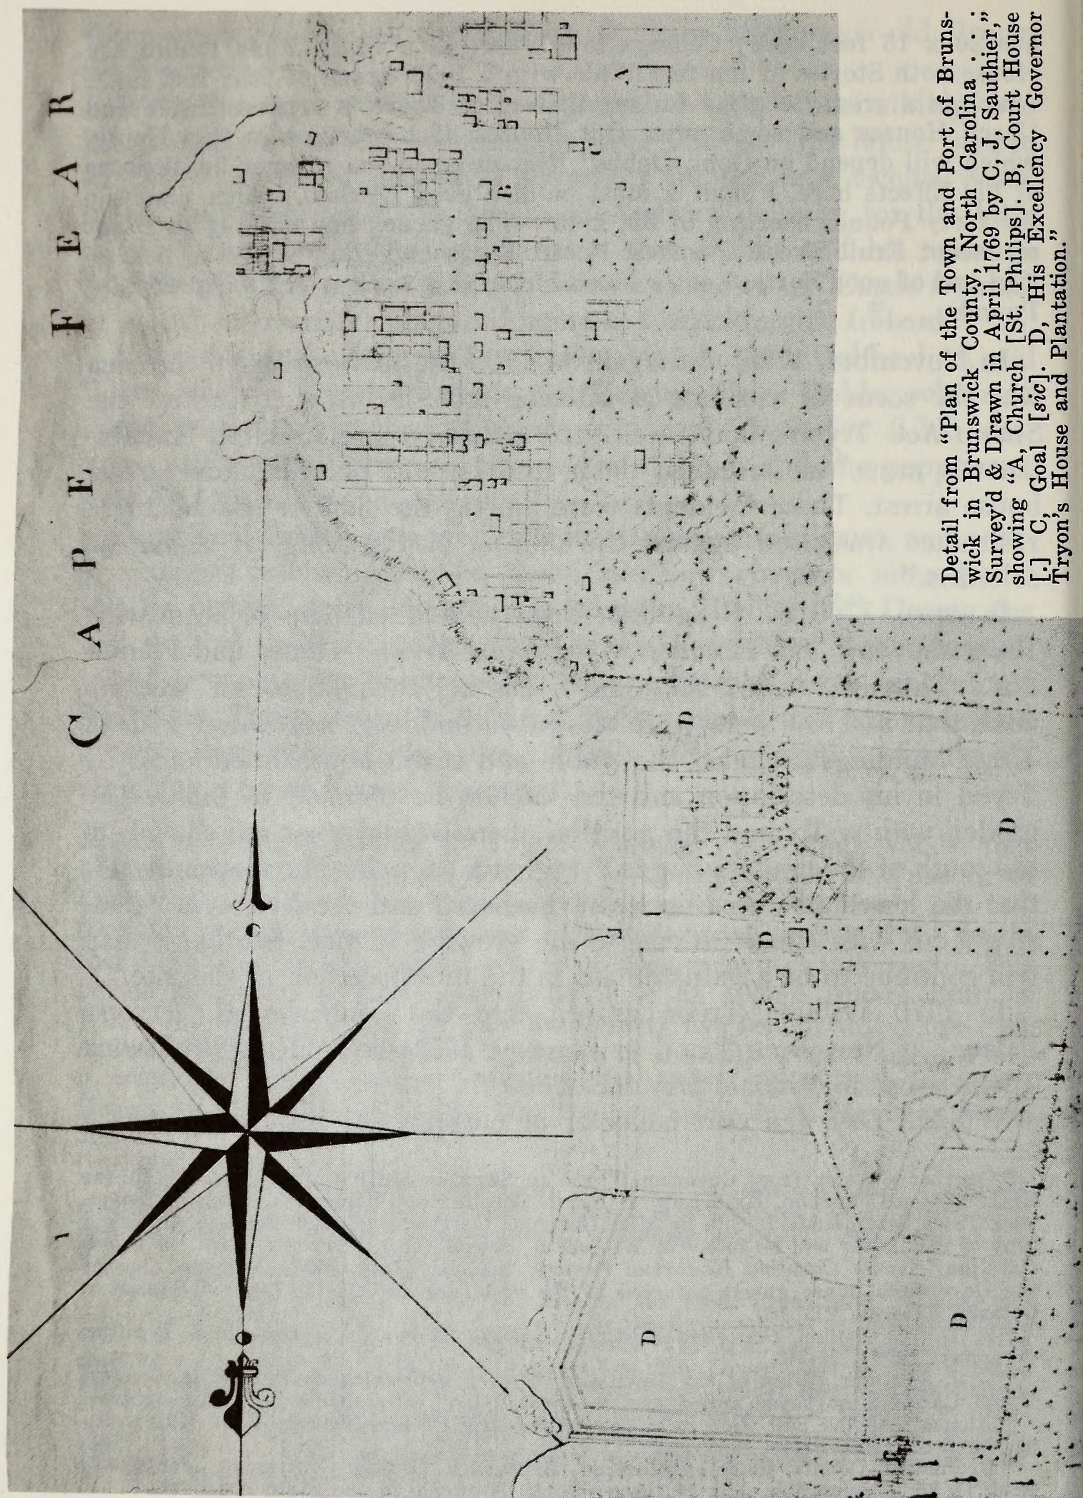 CAPE FEAR
A
B
D
D
D
D
D
Detail from “Plan of the Town and Port of Bruns-
wick in Brunswick County, North Carolina . . . :
Survey'd & Drawn in April 1769 by C, J, Sauthier,”
showing “A, Church [St. Philips]. B, Court House
[.] C, Goal [sic]. D, His Excellency Governor
Tryon's House and Plantation.”